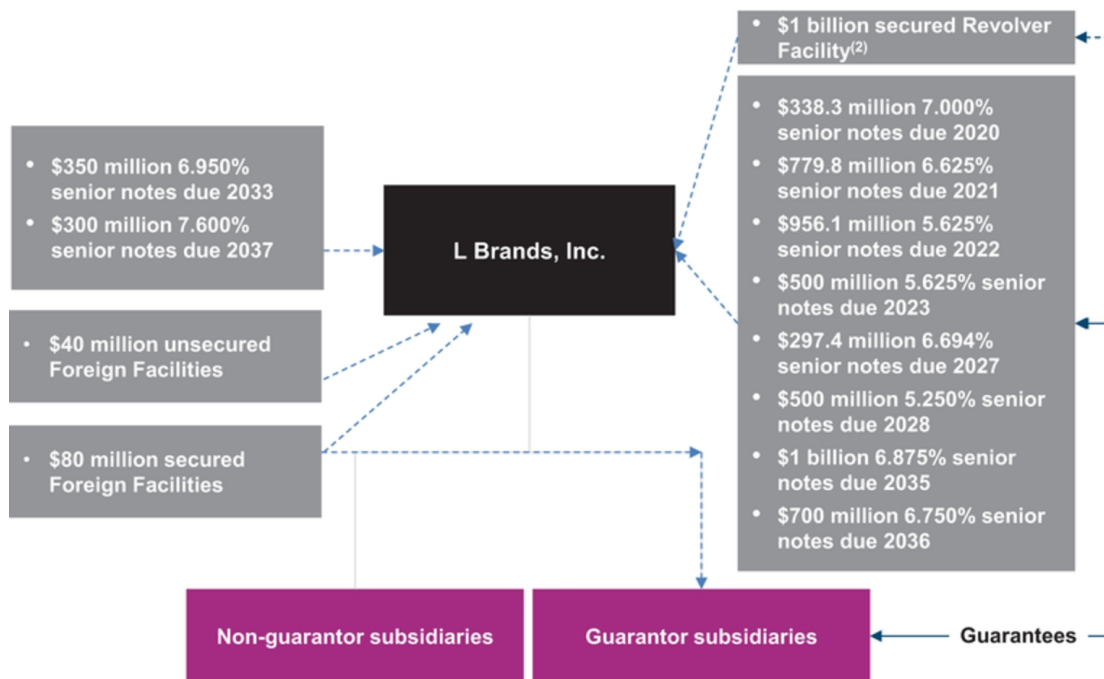 • $1 billion secured Revolver
Facility(2)
• $338.3 million 7.000%
senior notes due 2020
• $779.8 million 6.625%
senior notes due 2021
• $956.1 million 5.625%
senior notes due 2022
• $500 million 5.625% senior
notes due 2023
• $297.4 million 6.694%
senior notes due 2027
• $500 million 5.250% senior
notes due 2028
• $1 billion 6.875% senior
notes due 2035
• $700 million 6.750% senior
notes due 2036
• $350 million 6.950%
senior notes due 2033
• $300 million 7.600%
senior notes due 2037
L Brands, Inc.
• $40 million unsecured
Foreign Facilities
• $80 million secured
Foreign Facilities
Non-guarantor subsidiaries
Guarantor subsidiaries
Guarantees